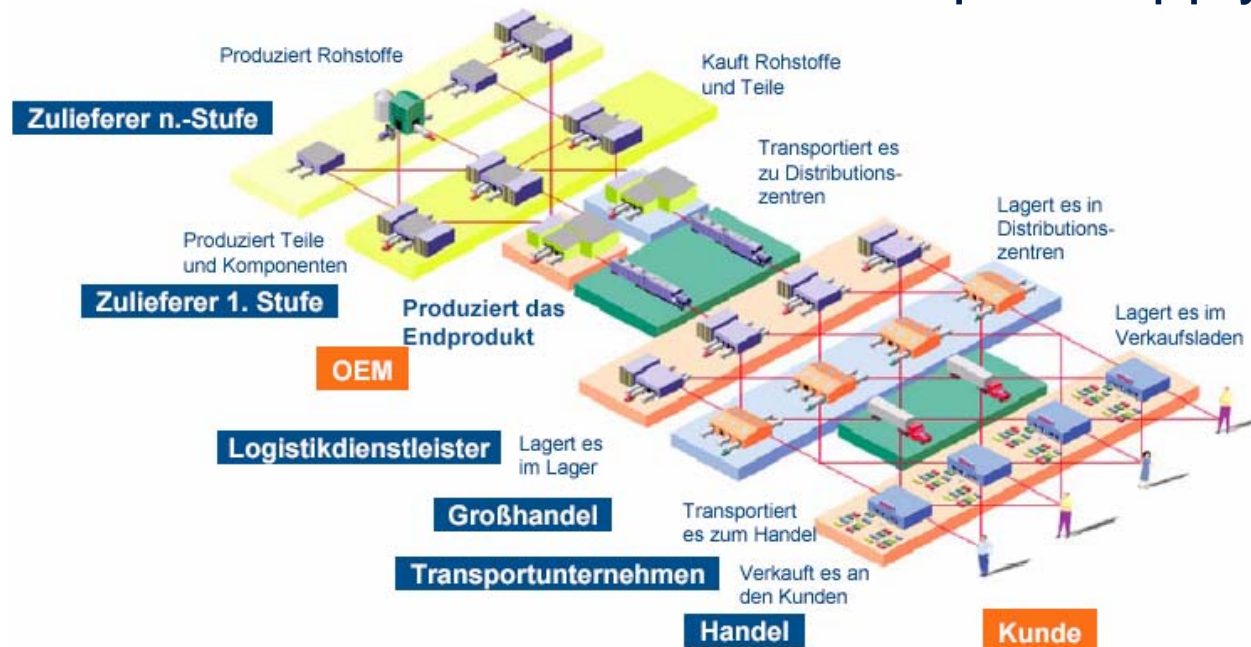 Produziert Rohstoffe
Kauft Rohstoffe
und Teile
Zulieferer n.-Stufe
Transportiert es
zu Distributions-
zentren
Lagert es in
Distributions-
zentren
Produziert Teile
und Komponenten
Zulieferer 1. Stufe
Produziert das
Endprodukt
Lagert es im
Verkaufsladen
OEM
Logistikdienstleister
Lagert es
im Lager
Großhandel
Transportiert
es zum Handel
Transportunternehmen
Verkauft es an
den Kunden
Handel
Kunde